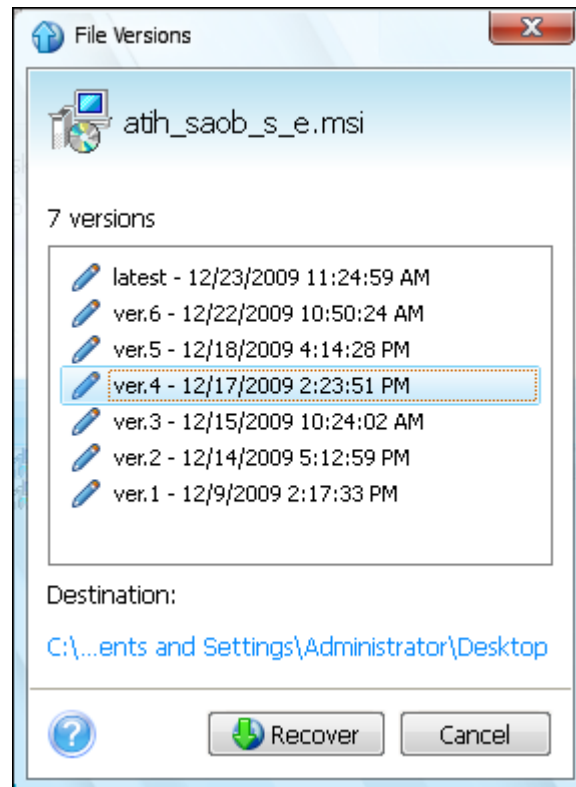 File Versions
atih_saob_s_e.msi
7 versions
latest - 12/23/2009 11:24:59 AM
ver.6 - 12/22/2009 10:50:24 AM
ver.5 - 12/18/2009 4:14:28 PM
ver.4 - 12/17/2009 2:23:51 PM
ver.3 - 12/15/2009 10:24:02 AM
ver.2 - 12/14/2009 5:12:59 PM
ver.1 - 12/9/2009 2:17:33 PM
Destination:
C:\...ents and Settings\Administrator\Desktop
? Recover Cancel